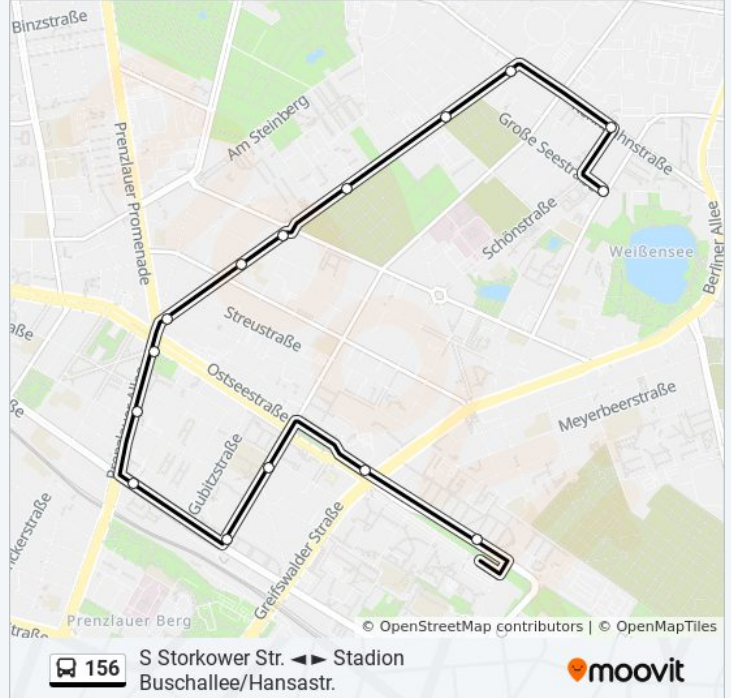 Binzstraße
Am Steinberg
Prenzlauer Promenade
Große Seestraße
Schönstraße
Weißensee
Berliner Allee
Streustraße
Ostseestraße
Meyerbeerstraße
Gubitzstraße
Greifswalder Straße
Prenzlauer Berg
© OpenStreetMap contributors | © OpenMapTiles
156
S Storkower Str. ◄► Stadion
Buschallee/Hansastr.
moovit